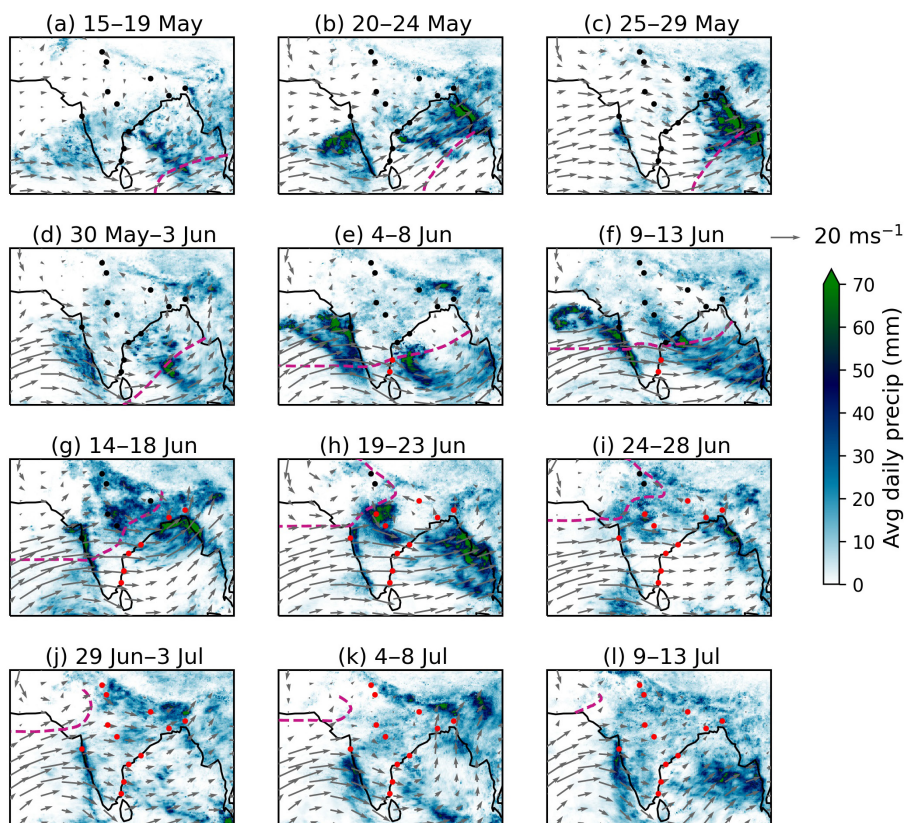 (a) 15–19 May
(b) 20–24 May
(c) 25–29 May
(d) 30 May–3 Jun
(e) 4–8 Jun
(f) 9–13 Jun
20 ms⁻¹
(g) 14–18 Jun
(h) 19–23 Jun
(i) 24–28 Jun
(j) 29 Jun–3 Jul
(k) 4–8 Jul
(l) 9–13 Jul
70
60
50
40
30
20
10
0
Avg daily precip (mm)